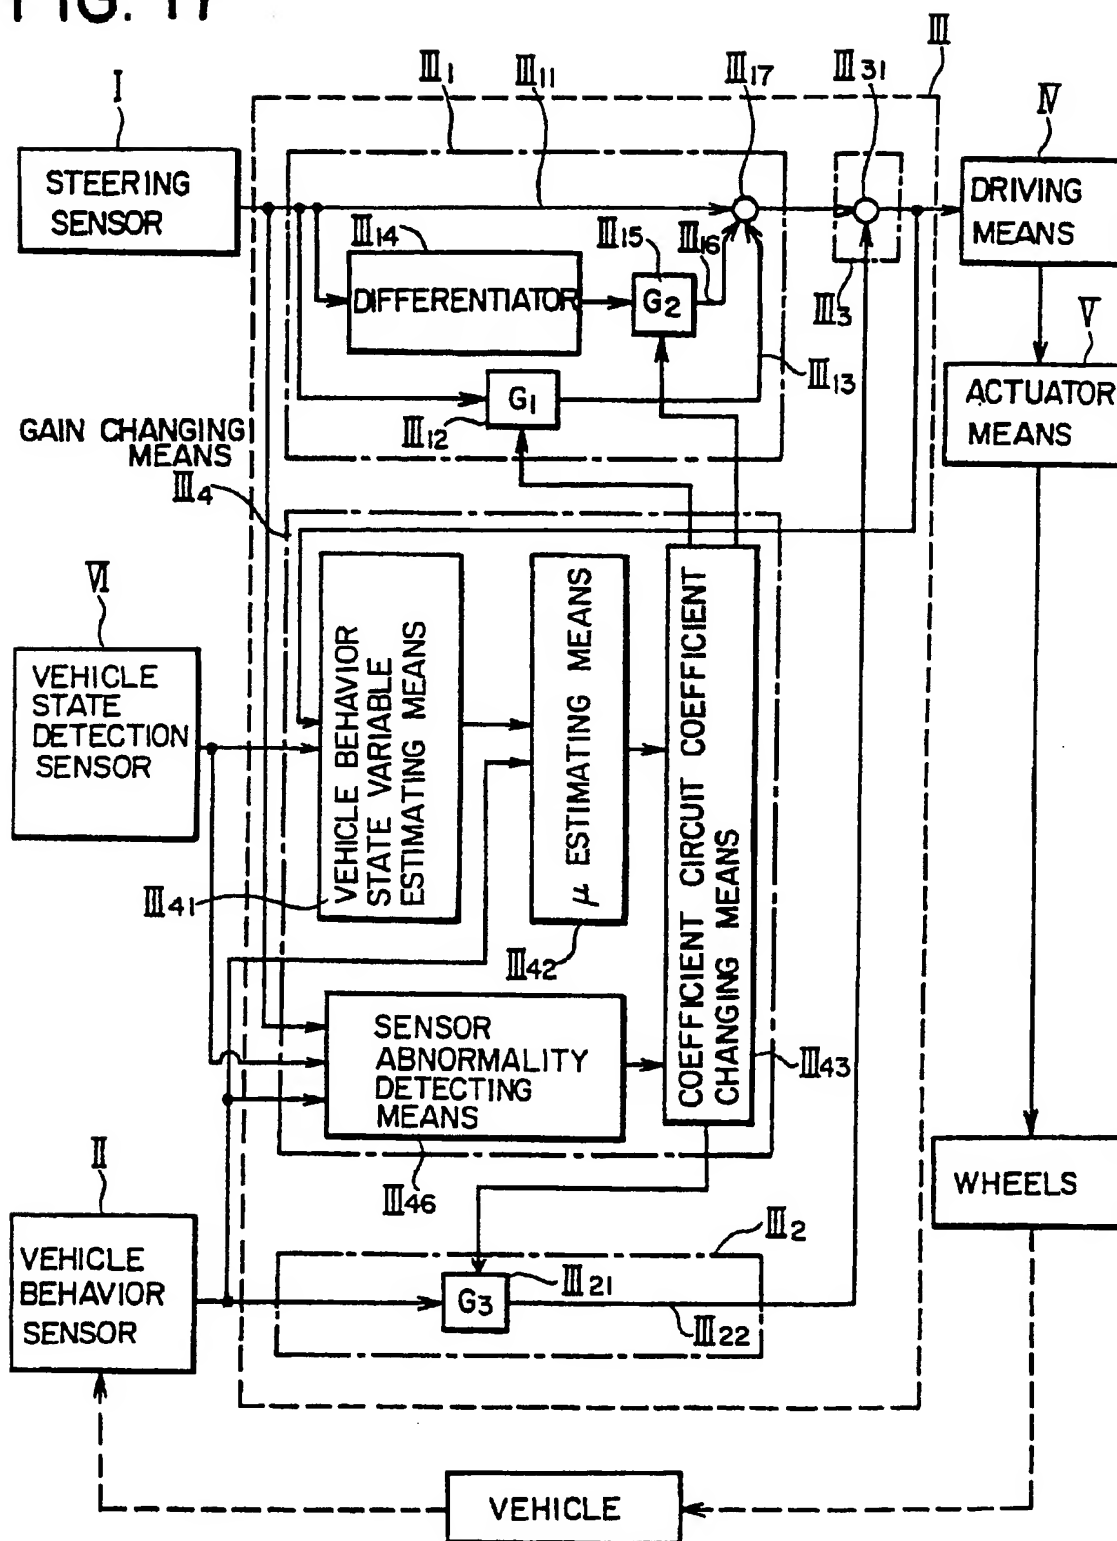 FIG. 17
III
I
III1
III11
III17
III31
IV
STEERING
SENSOR
DRIVING
MEANS
III14
III15
III16
DIFFERENTIATOR
G2
III3
V
III13
G1
III12
ACTUATOR
MEANS
GAIN CHANGING
MEANS
III4
VI
VEHICLE
STATE
DETECTION
SENSOR
VEHICLE BEHAVIOR
STATE VARIABLE
ESTIMATING MEANS
μ ESTIMATING MEANS
COEFFICIENT CIRCUIT COEFFICIENT
CHANGING MEANS
III41
III42
SENSOR
ABNORMALITY
DETECTING
MEANS
III43
II
III46
WHEELS
VEHICLE
BEHAVIOR
SENSOR
III2
III21
G3
III22
VEHICLE